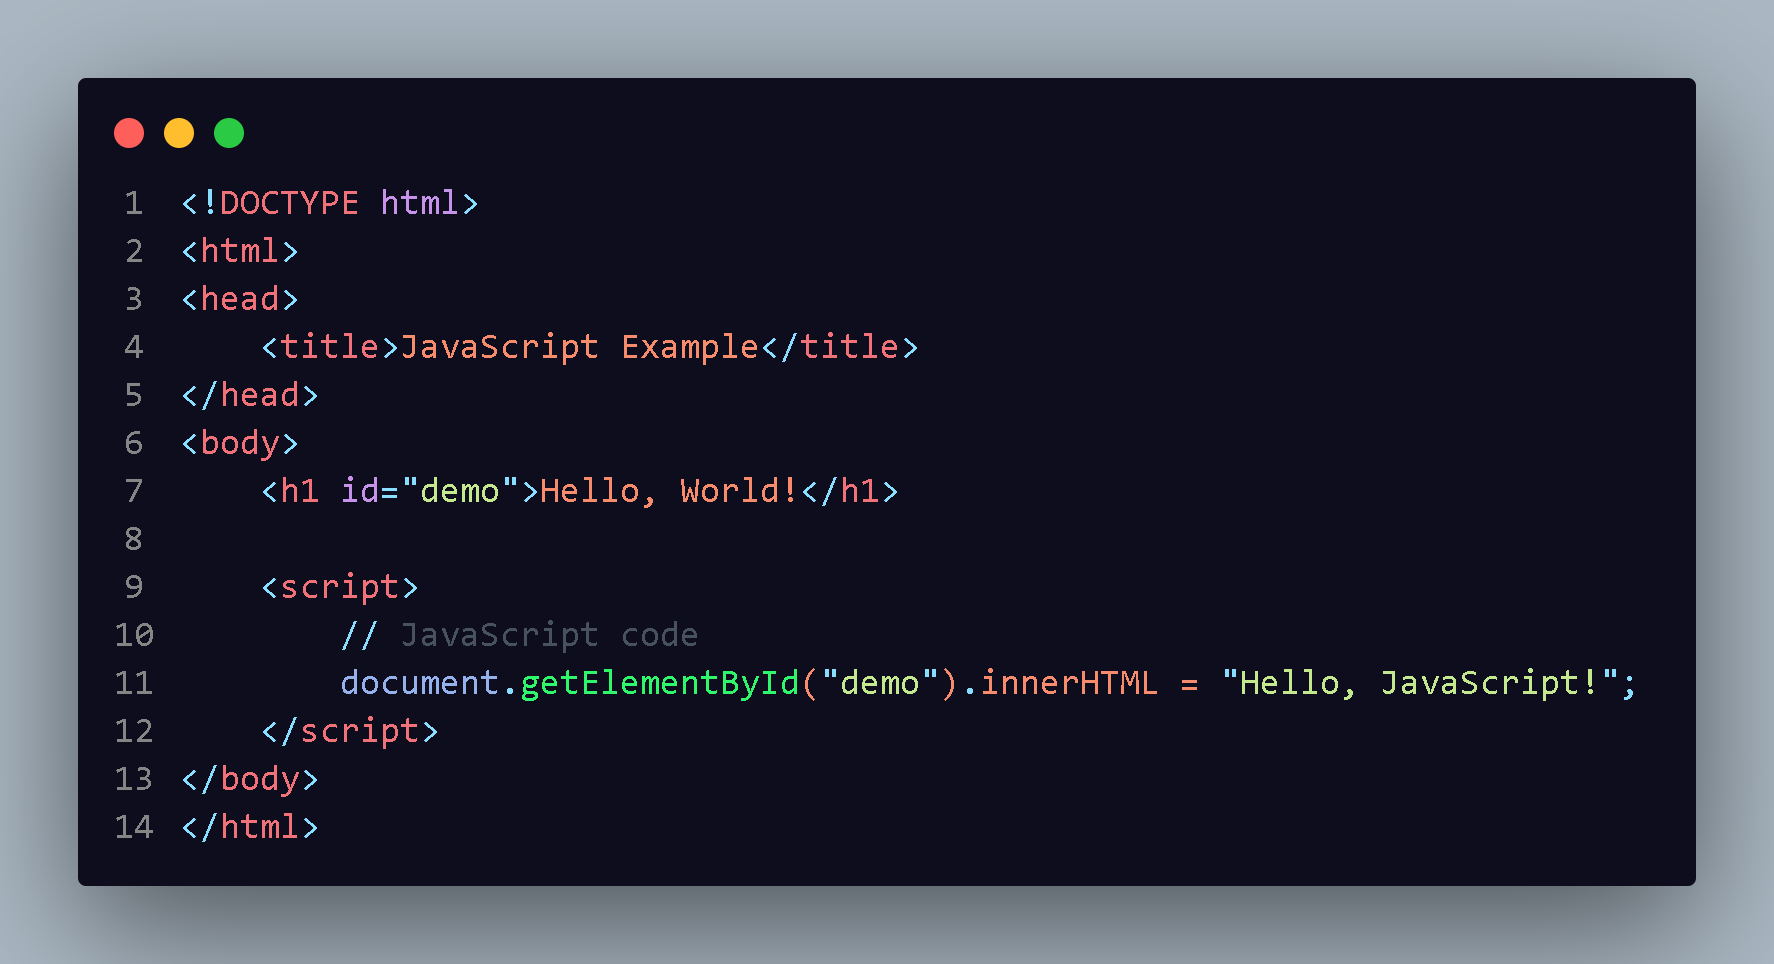 1 <!DOCTYPE html>
2 <html>
3 <head>
4     <title>JavaScript Example</title>
5 </head>
6 <body>
7     <h1 id="demo">Hello, World!</h1>
8
9     <script>
10         // JavaScript code
11         document.getElementById("demo").innerHTML = "Hello, JavaScript!";
12     </script>
13 </body>
14 </html>